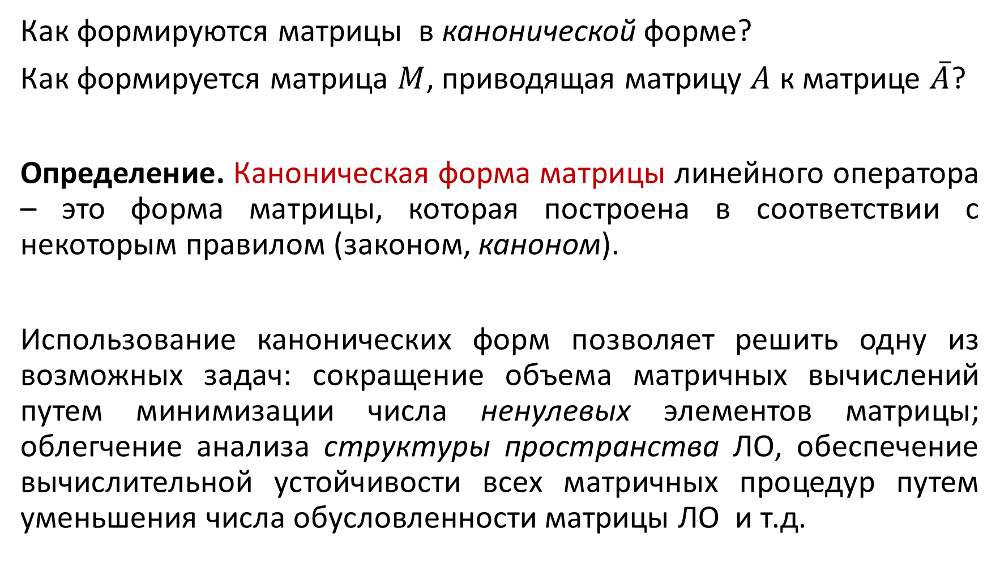 Как формируются матрицы в канонической форме?
Как формируется матрица M, приводящая матрицу A к матрице Ā?
Определение. Каноническая форма матрицы линейного оператора
– это форма матрицы, которая построена в соответствии с
некоторым правилом (законом, каноном).
Использование канонических форм позволяет решить одну из
возможных задач: сокращение объема матричных вычислений
путем минимизации числа ненулевых элементов матрицы;
облегчение анализа структуры пространства ЛО, обеспечение
вычислительной устойчивости всех матричных процедур путем
уменьшения числа обусловленности матрицы ЛО и т.д.